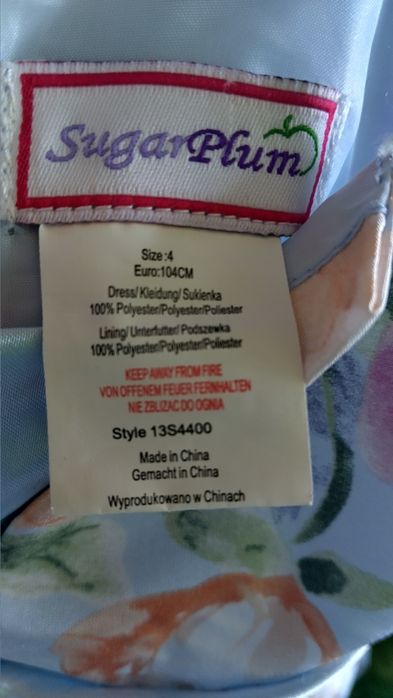 SugarPlum
Size:4
Euro:104CM
Dress/ Kleidung/ Sukienka
100% Polyester/Polyester/Poliester
Lining/ Unterfutter/ Podszewka
100% Polyester/Polyester/Poliester
KEEP AWAY FROM FIRE
VON OFFENEM FEUER FERNHALTEN
NIE ZBLIZAC DO OGNIA
Style 13S4400
Made in China
Gemacht in China
Wyprodukowano w Chinach